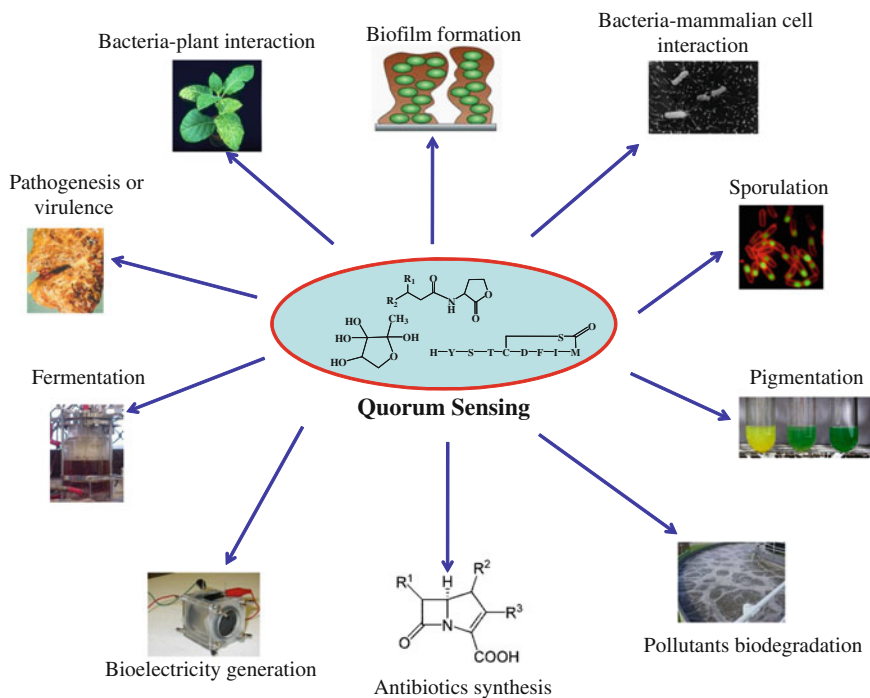 Bacteria-plant interaction
Biofilm formation
Bacteria-mammalian cell
interaction
Pathogenesis or
virulence
Sporulation
R1
R2
O
N
H
O
O
HO
CH3
HO
OH
HO
O
S
O
H—Y—S—T—C—D—F—I—M
Fermentation
Quorum Sensing
Pigmentation
R1
H
R2
R3
O
N
COOH
Bioelectricity generation
Antibiotics synthesis
Pollutants biodegradation